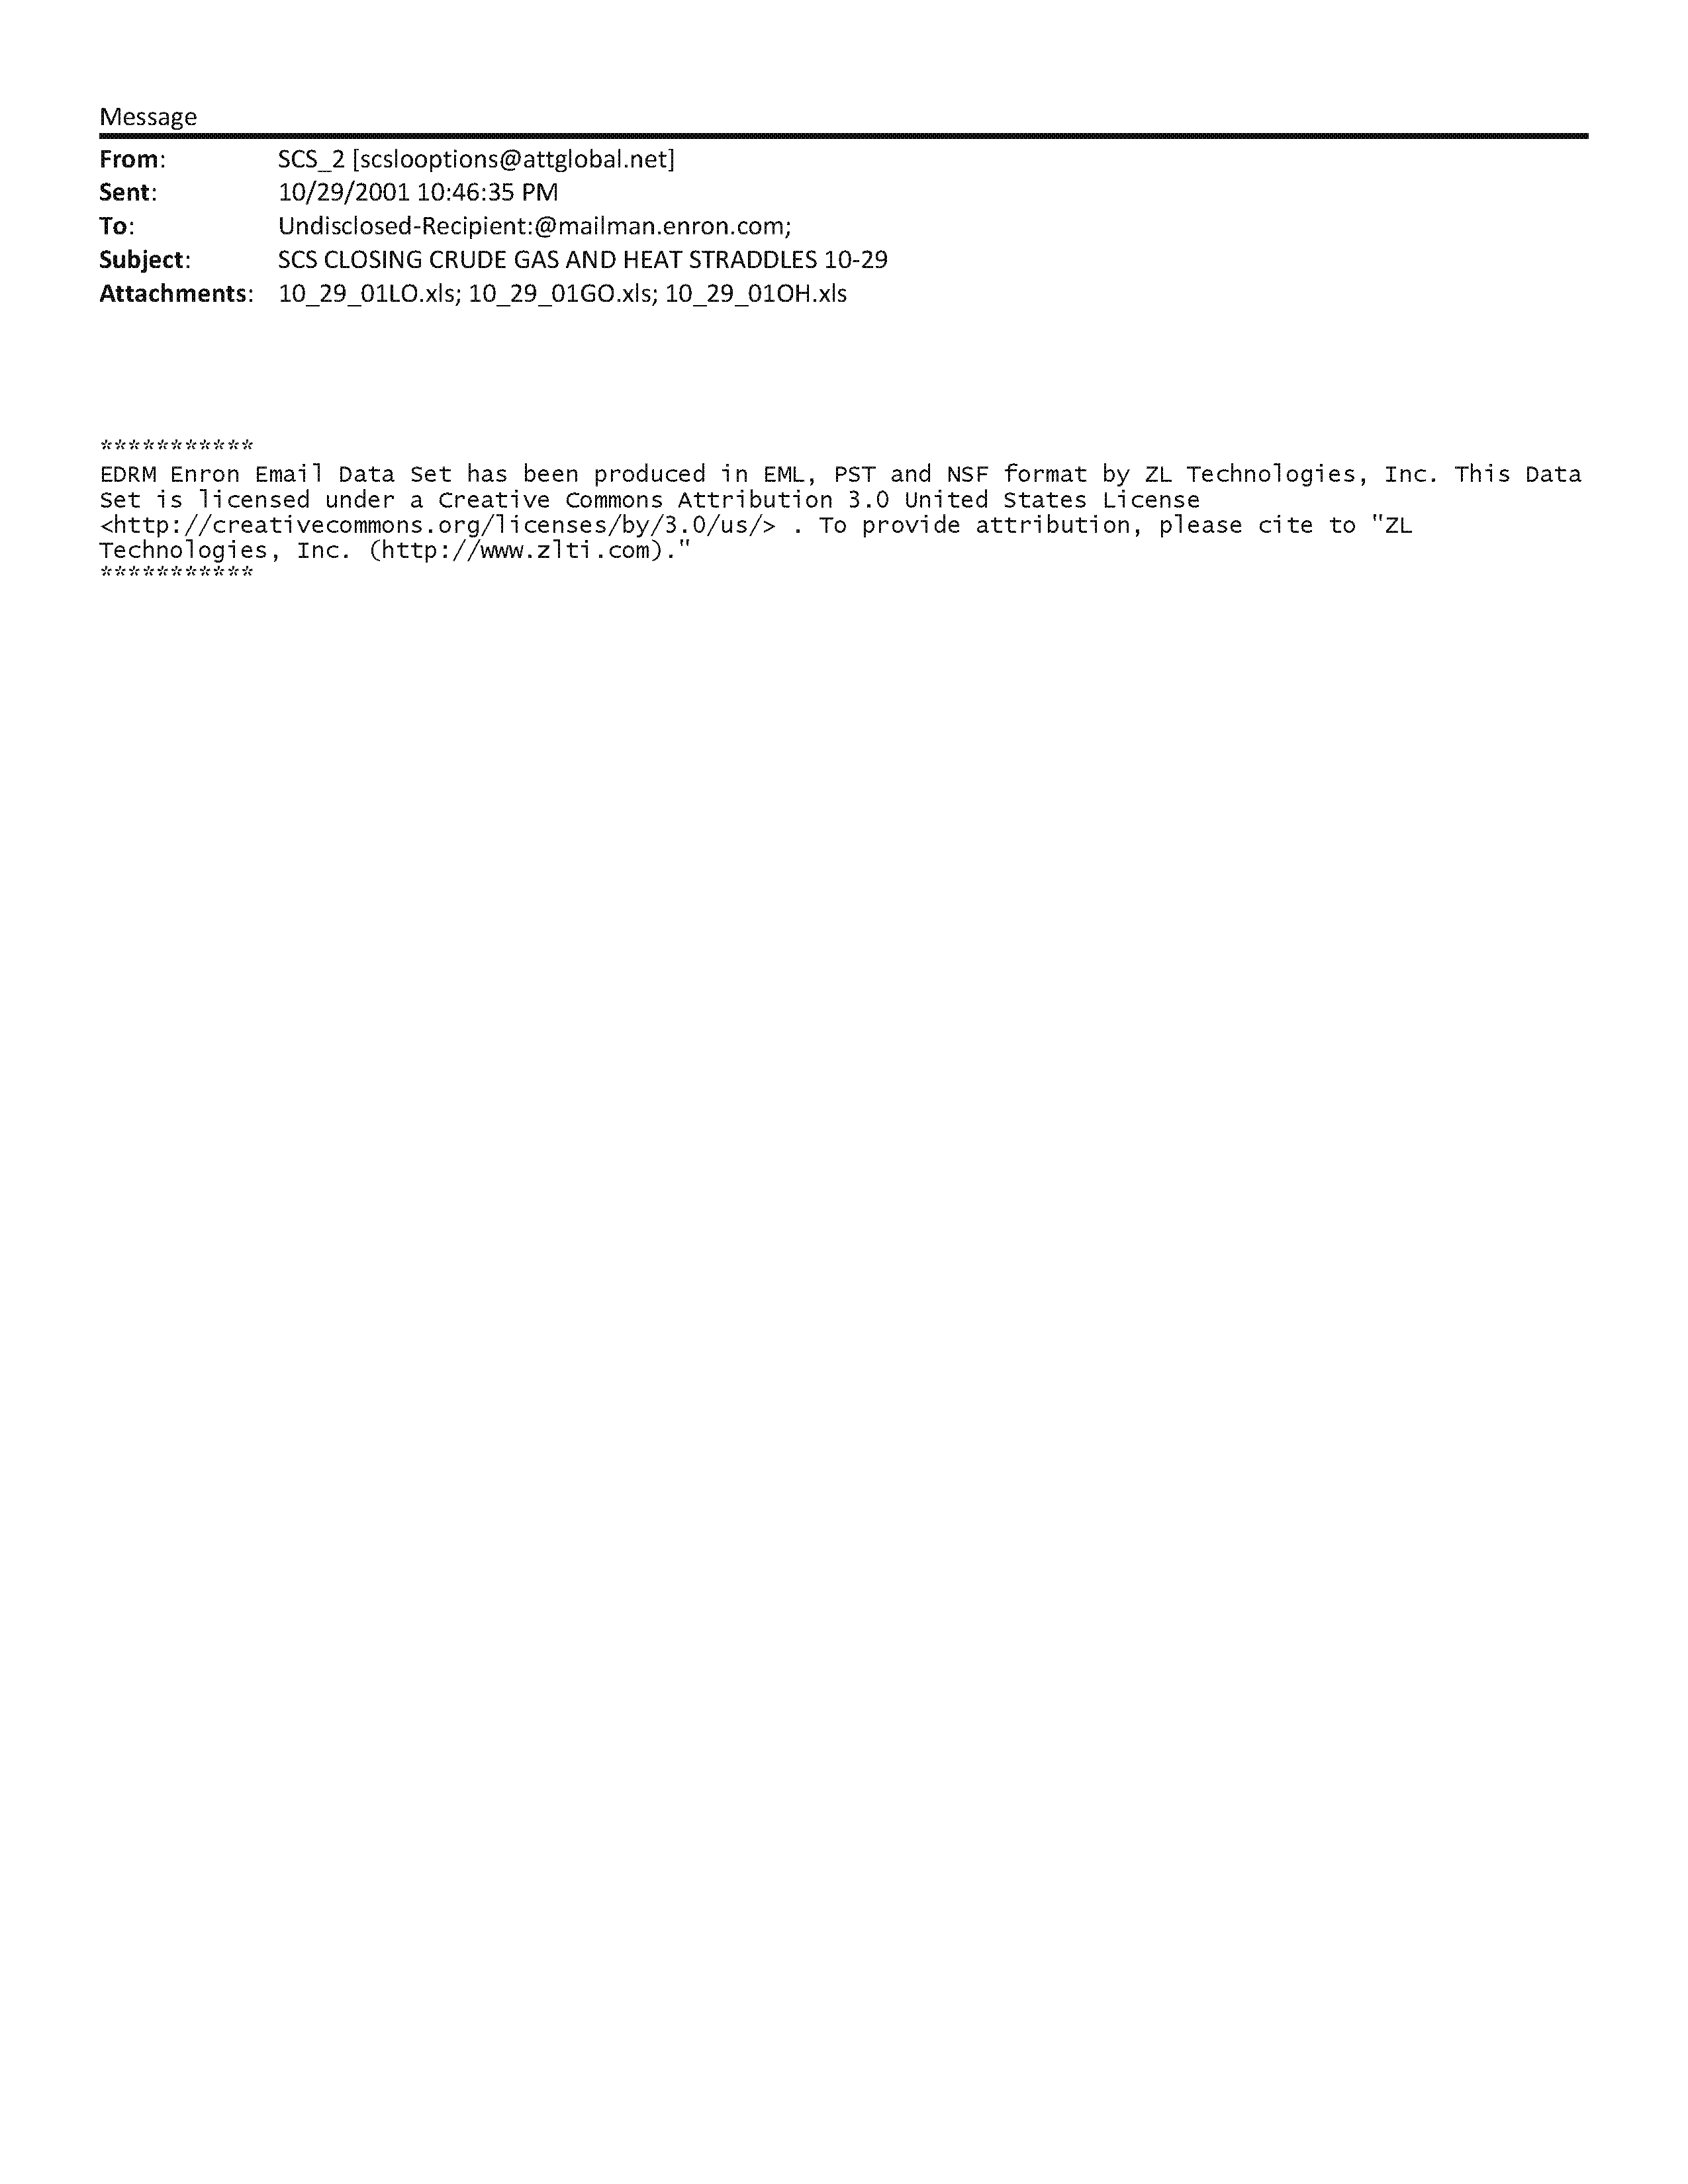 Message
From: SCS_2 [scslooptions@attglobal.net]
Sent: 10/29/2001 10:46:35 PM
To: Undisclosed-Recipient:@mailman.enron.com;
Subject: SCS CLOSING CRUDE GAS AND HEAT STRADDLES 10-29
Attachments: 10_29_01LO.xls; 10_29_01GO.xls; 10_29_01OH.xls
***********
EDRM Enron Email Data Set has been produced in EML, PST and NSF format by ZL Technologies, Inc. This Data
Set is licensed under a Creative Commons Attribution 3.0 United States License
<http://creativecommons.org/licenses/by/3.0/us/> . To provide attribution, please cite to "ZL
Technologies, Inc. (http://www.zlti.com)."
***********